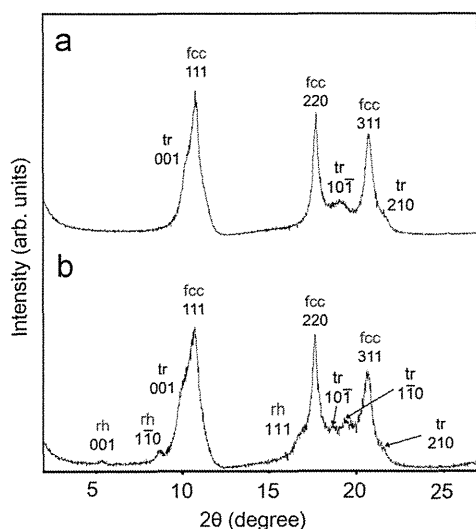 a
fcc
111
tr
001
fcc
220
tr
101̅
fcc
311
tr
210
b
fcc
111
tr
001
rh
11̅0
rh
001
rh
111
fcc
220
tr
101̅
fcc
311
tr
11̅0
tr
210
Intensity (arb. units)
5
10
15
20
25
2θ (degree)